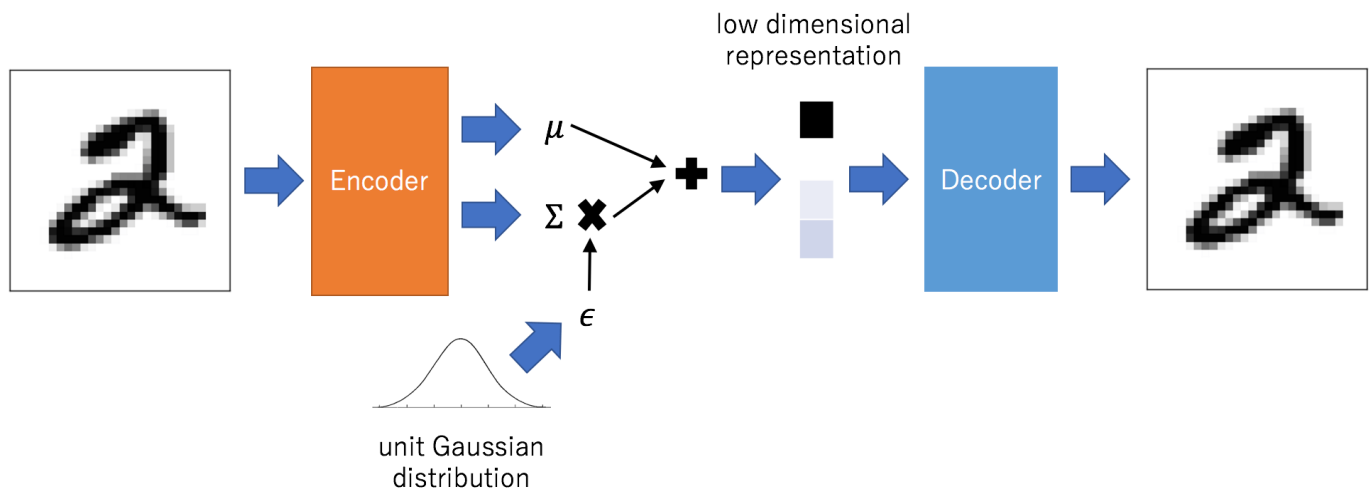 low dimensional
representation
Encoder
μ
Σ
ϵ
Decoder
unit Gaussian
distribution